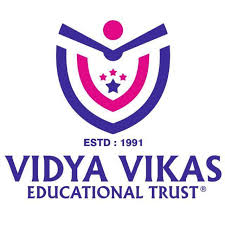 ESTD : 1991
VIDYA VIKAS
EDUCATIONAL TRUST®